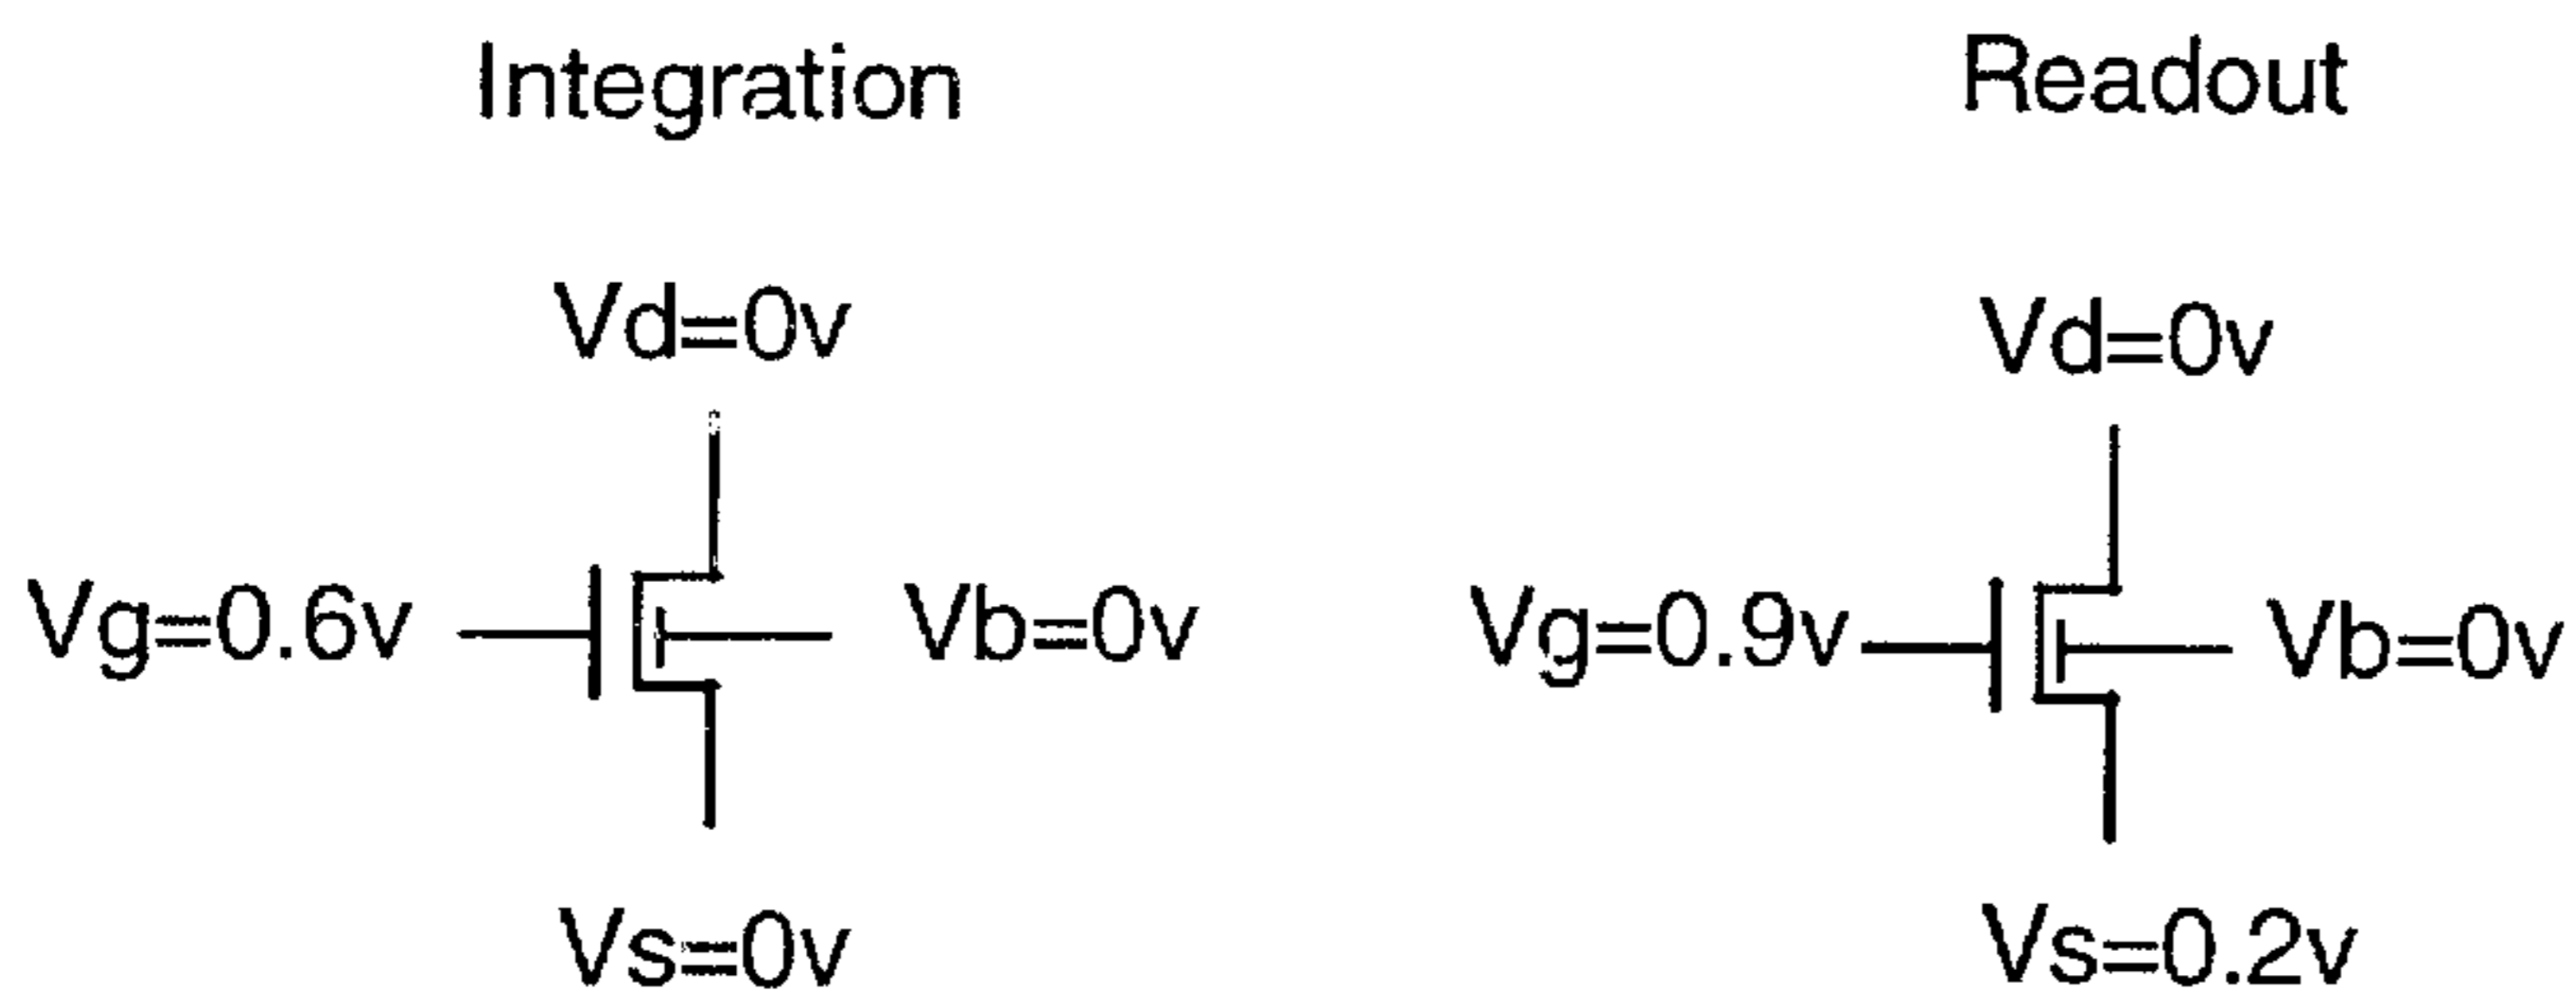 Integration
Readout
Vd=0v
Vd=0v
Vg=0.6v
Vb=0v
Vg=0.9v
Vb=0v
Vs=0v
Vs=0.2v